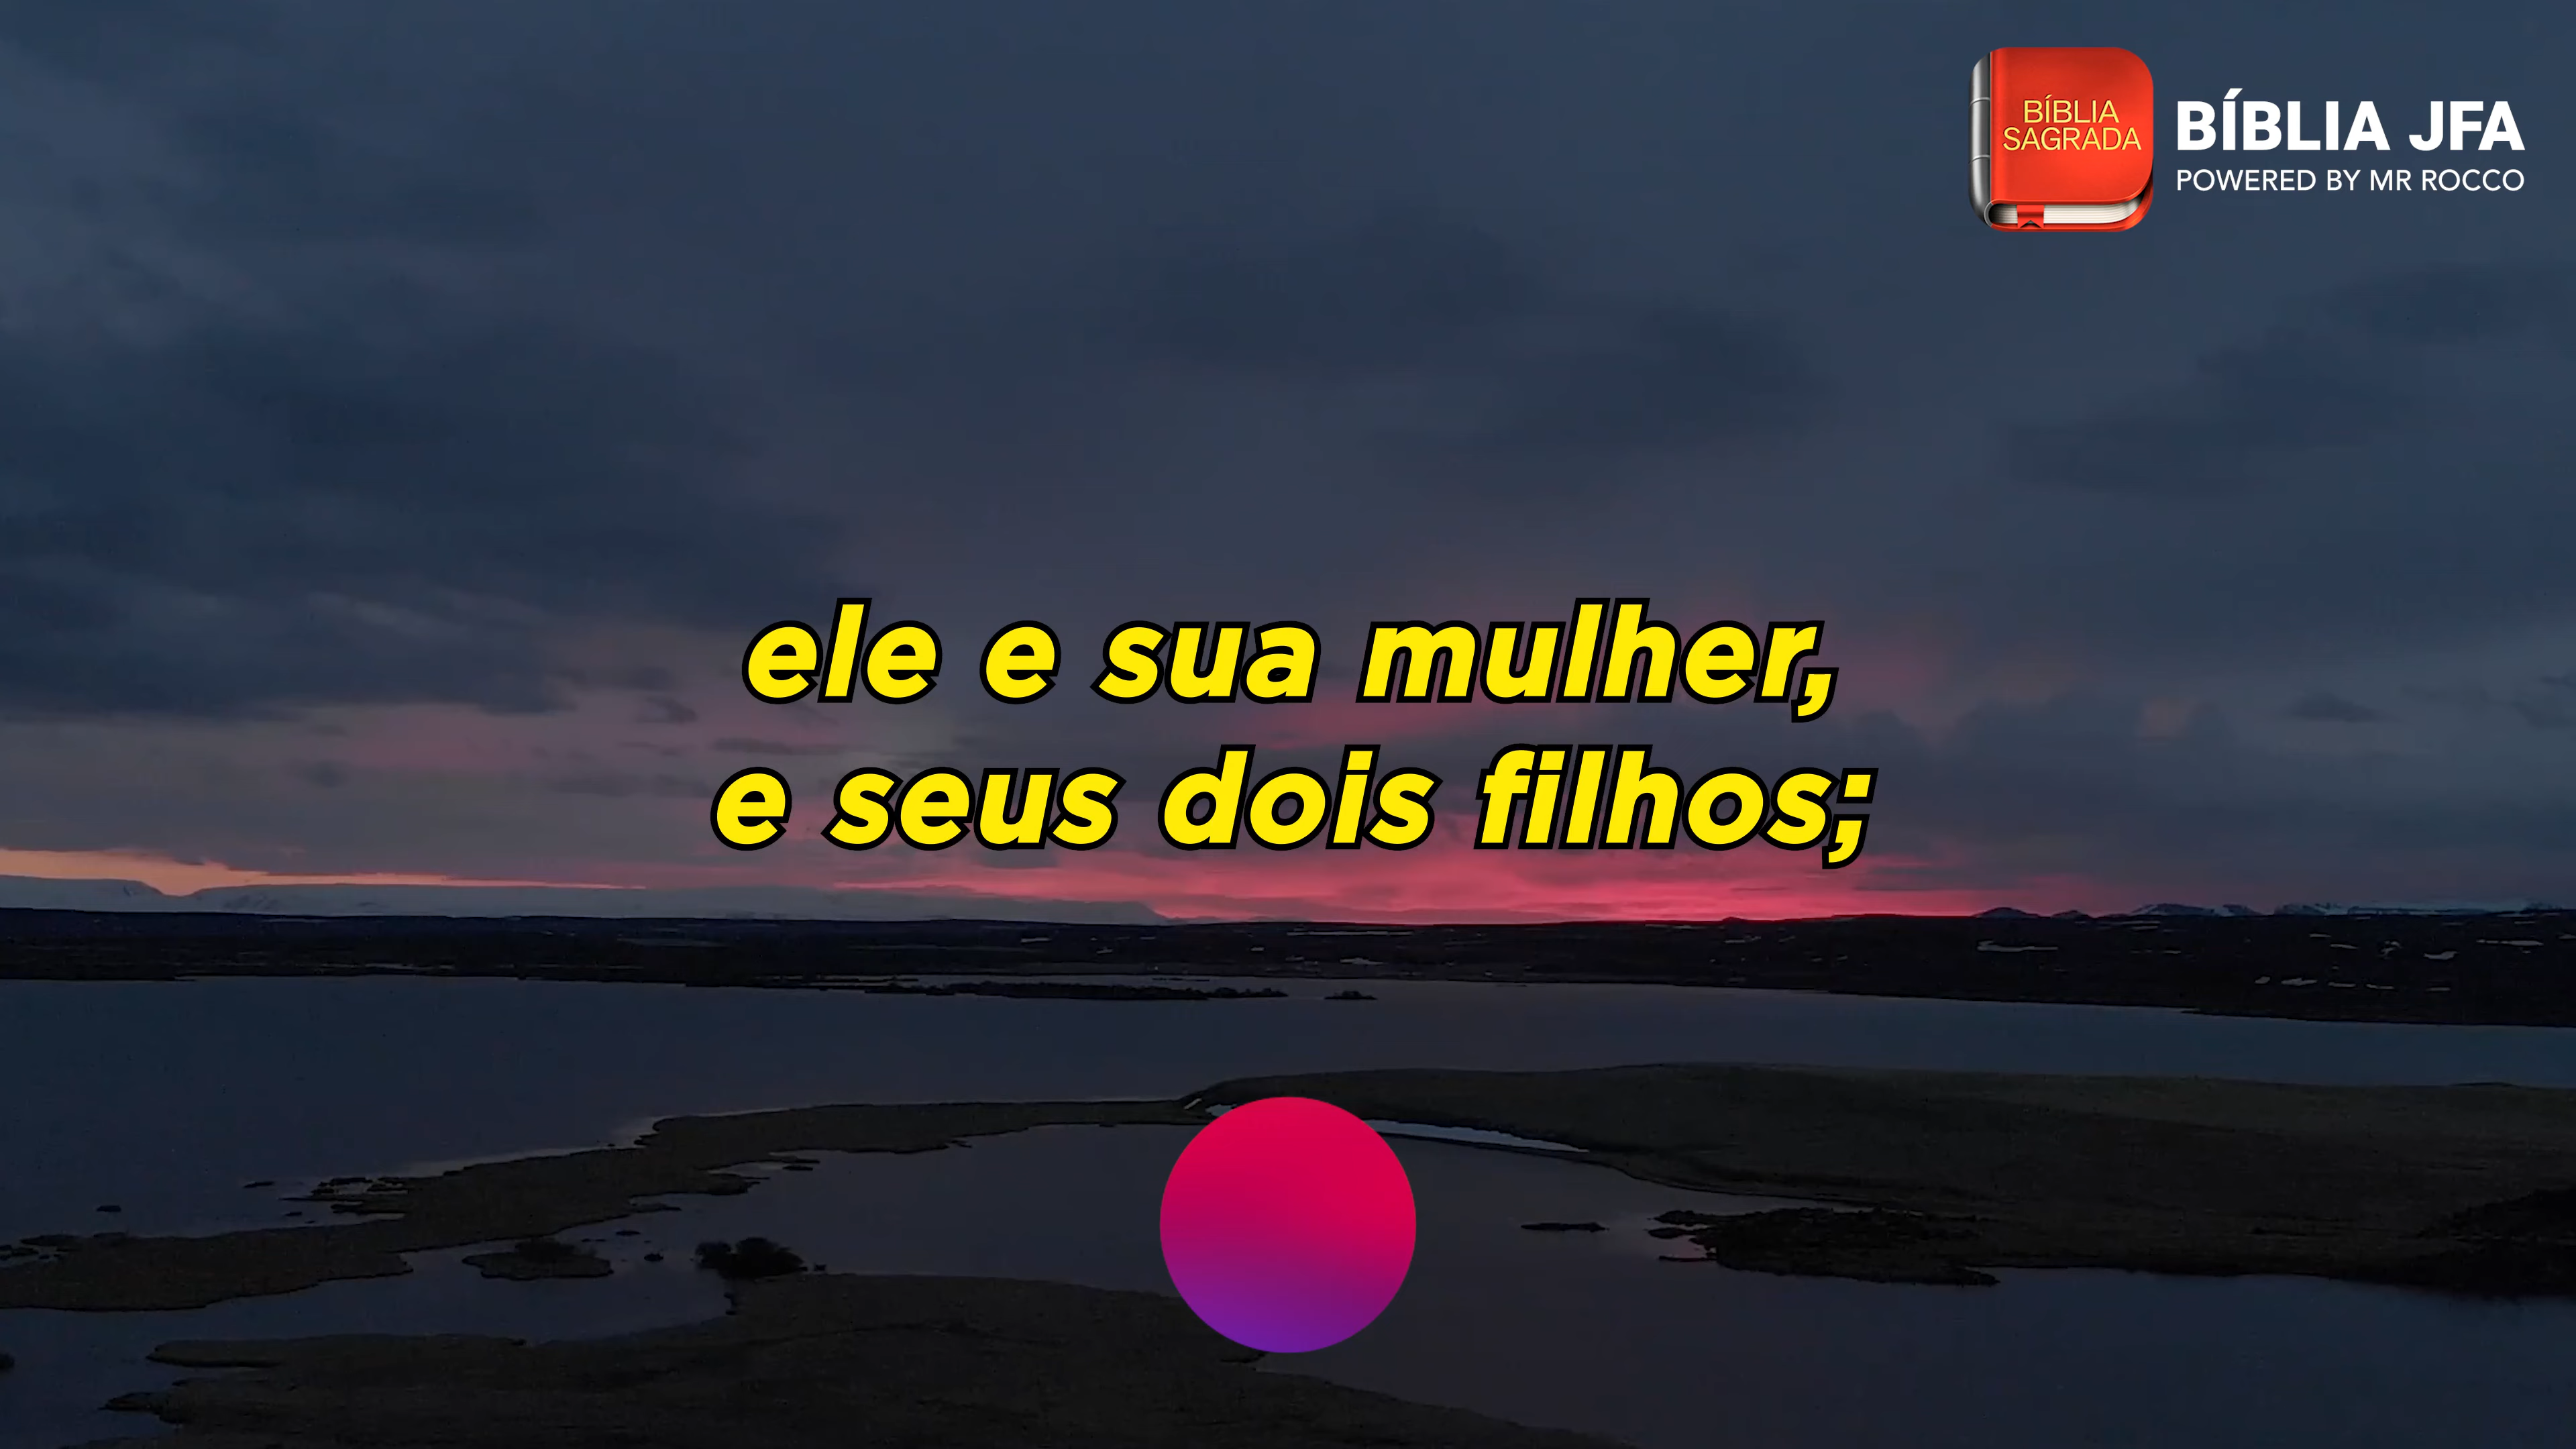 BÍBLIA
SAGRADA
BÍBLIA JFA
POWERED BY MR ROCCO
ele e sua mulher,
e seus dois filhos;